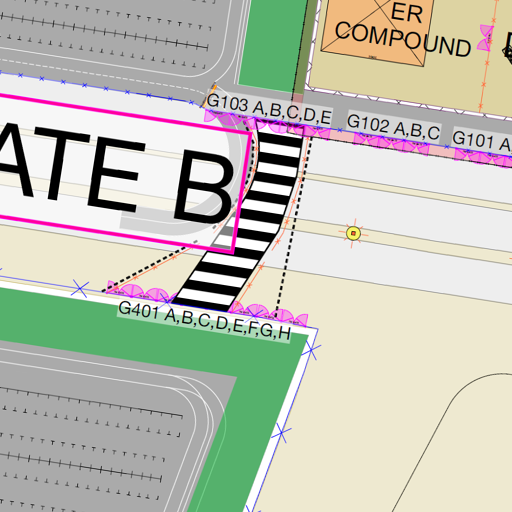 ER
COMPOUND
G103 A,B,C,D,E
G102 A,B,C
G101 A
ATE B
G401 A,B,C,D,E,F,G,H